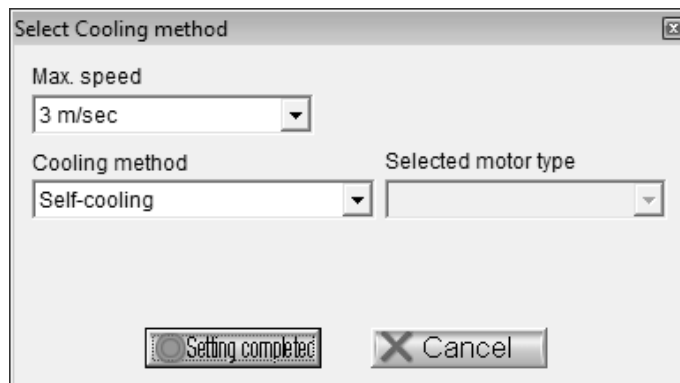 Select Cooling method
Max. speed
3 m/sec
Cooling method
Selected motor type
Self-cooling
Setting completed
Cancel